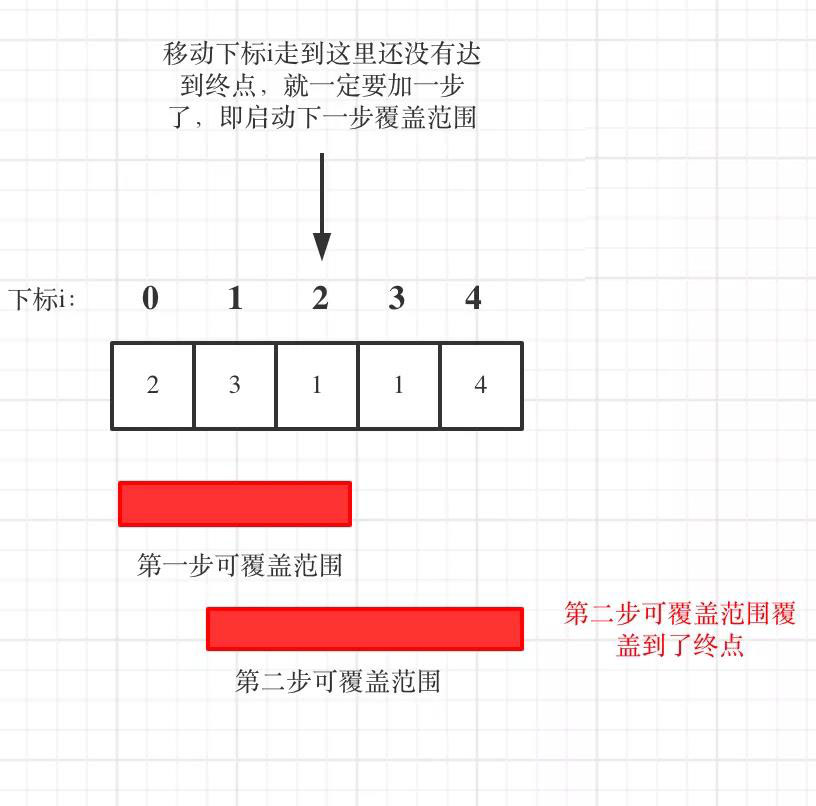 移动下标i走到这里还没有达
到终点，就一定要加一步
了，即启动下一步覆盖范围
下标i： 0 1 2 3 4
2 3 1 1 4
第一步可覆盖范围
第二步可覆盖范围覆
盖到了终点
第二步可覆盖范围